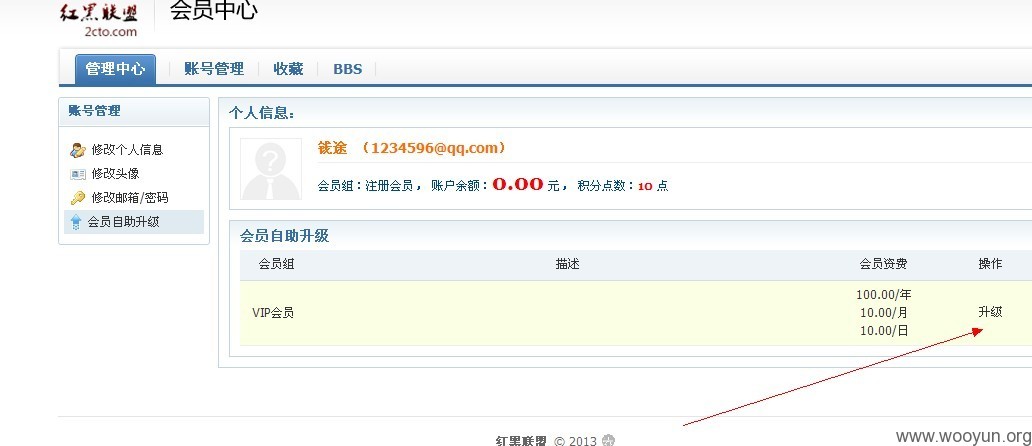 红黑联盟
2cto.com
会员中心
管理中心 账号管理 收藏 BBS
账号管理
修改个人信息
修改头像
修改邮箱/密码
会员自助升级
个人信息：
途 （1234596@qq.com）
会员组：注册会员， 账户余额：0.00 元， 积分点数：10 点
会员自助升级
会员组 描述 会员资费 操作
VIP会员
100.00/年
10.00/月
10.00/日
升级
红黑联盟 © 2013
www.wooyun.org